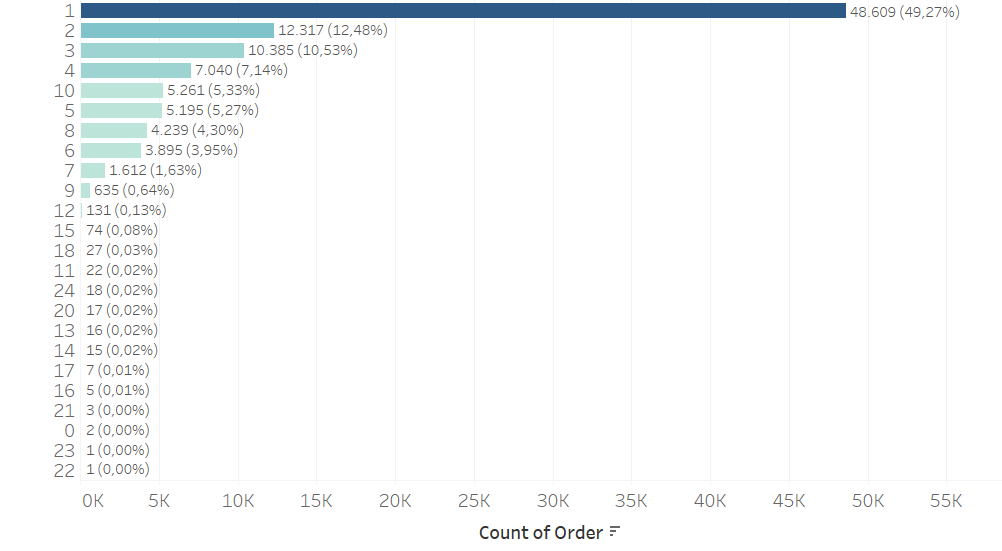 1 48.609 (49,27%)
2 12.317 (12,48%)
3 10.385 (10,53%)
4 7.040 (7,14%)
10 5.261 (5,33%)
5 5.195 (5,27%)
8 4.239 (4,30%)
6 3.895 (3,95%)
7 1.612 (1,63%)
9 635 (0,64%)
12 131 (0,13%)
15 74 (0,08%)
18 27 (0,03%)
11 22 (0,02%)
24 18 (0,02%)
20 17 (0,02%)
13 16 (0,02%)
14 15 (0,02%)
17 7 (0,01%)
16 5 (0,01%)
21 3 (0,00%)
0 2 (0,00%)
23 1 (0,00%)
22 1 (0,00%)
0K 5K 10K 15K 20K 25K 30K 35K 40K 45K 50K 55K
Count of Order